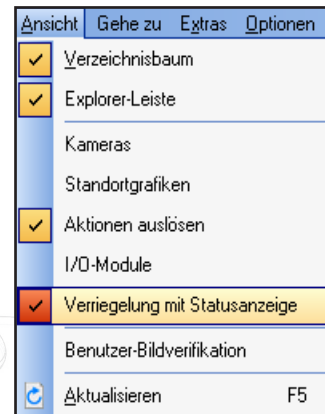 Ansicht Gehe zu Extras Optionen
Verzeichnisbaum
Explorer-Leiste
Kameras
Standortgrafiken
Aktionen auslösen
I/O-Module
Verriegelung mit Statusanzeige
Benutzer-Bildverifikation
Aktualisieren F5